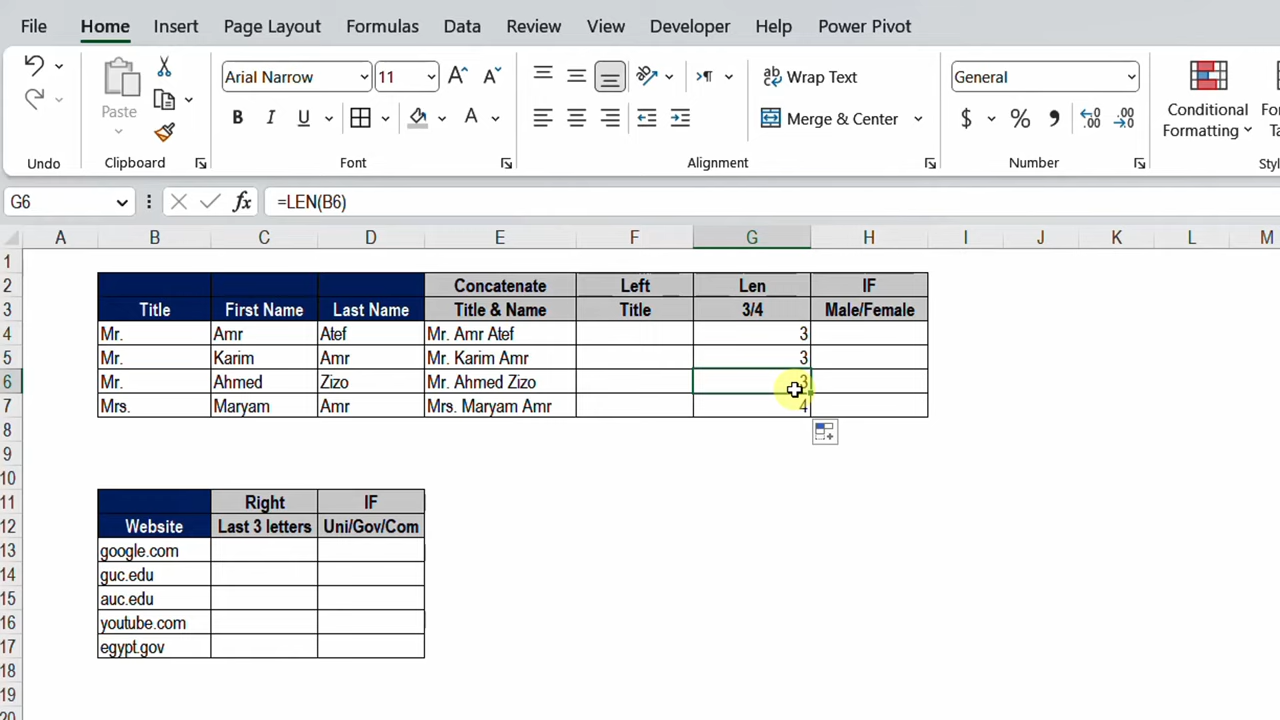 File Home Insert Page Layout Formulas Data Review View Developer Help Power Pivot
Arial Narrow 11 Wrap Text General
Paste B I U A Merge & Center $ % Conditional
Formatting
Undo Clipboard Font Alignment Number
G6 fx =LEN(B6)
A B C D E F G H I J K L M
1
2 Concatenate Left Len IF
3 Title First Name Last Name Title & Name Title 3/4 Male/Female
4 Mr. Amr Atef Mr. Amr Atef 3
5 Mr. Karim Amr Mr. Karim Amr 3
6 Mr. Ahmed Zizo Mr. Ahmed Zizo 3
7 Mrs. Maryam Amr Mrs. Maryam Amr 4
8
9
10
11 Right IF
12 Website Last 3 letters Uni/Gov/Com
13 google.com
14 guc.edu
15 auc.edu
16 youtube.com
17 egypt.gov
18
19
20